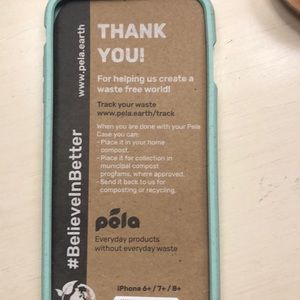 THANK
YOU!
For helping us create a
waste free world!
Track your waste
www.pela.earth/track
When you are done with your Pela
Case you can:
- Place it in your home
compost.
- Place it for collection in
municipal compost
programs, where approved.
- Send it back to us for
composting or recycling.
pela
Everyday products
without everyday waste
iPhone 6+ / 7+ / 8+
#BelieveInBetter
www.pela.earth